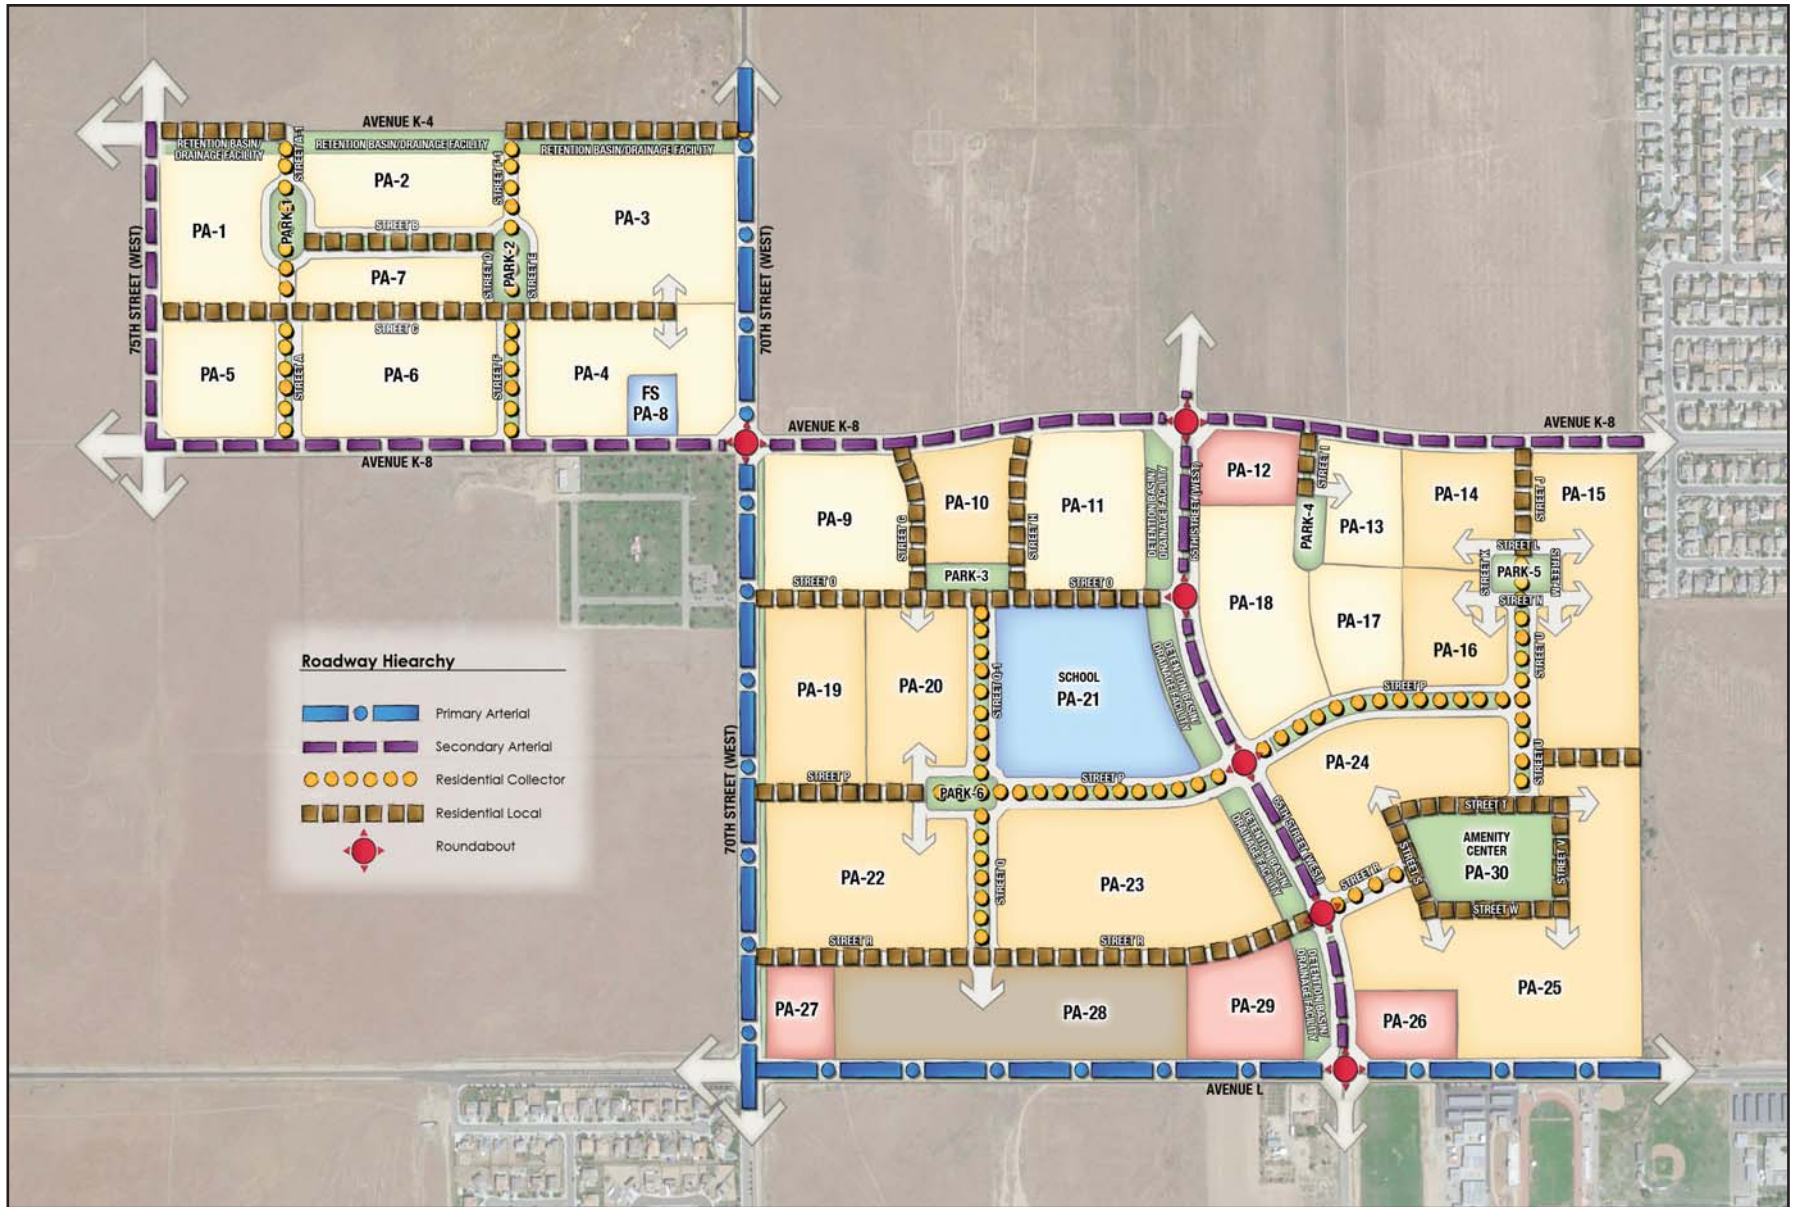 AVENUE K-4
RETENTION BASIN/
DRAINAGE FACILITY
STREET A-1
RETENTION BASIN/DRAINAGE FACILITY
STREET F-1
RETENTION BASIN/DRAINAGE FACILITY
PA-1
PARK-1
PA-2
STREET B
PA-7
STREET D
PARK-2
STREET E
PA-3
75TH STREET (WEST)
70TH STREET (WEST)
STREET C
PA-5
STREET A
PA-6
STREET F
PA-4
FS
PA-8
AVENUE K-8
AVENUE K-8
AVENUE K-8
PA-9
STREET G
PA-10
STREET H
PA-11
DETENTION BASIN/
DRAINAGE FACILITY
65TH STREET (WEST)
PA-12
STREET I
PARK-4
PA-13
PA-14
STREET J
PA-15
STREET L
STREET K
PARK-5
STREET M
STREET N
STREET O
PARK-3
STREET O
PA-18
PA-17
PA-16
STREET U
PA-19
PA-20
STREET Q-1
SCHOOL
PA-21
DETENTION BASIN/
DRAINAGE FACILITY
STREET P
Roadway Hiearchy
Primary Arterial
Secondary Arterial
Residential Collector
Residential Local
Roundabout
70TH STREET (WEST)
STREET P
PARK-6
STREET P
PA-24
STREET U
PA-22
STREET Q
PA-23
DETENTION BASIN/
DRAINAGE FACILITY
65TH STREET (WEST)
STREET R
STREET S
STREET T
AMENITY
CENTER
PA-30
STREET V
STREET W
STREET R
STREET R
PA-27
PA-28
PA-29
DETENTION BASIN/
DRAINAGE FACILITY
PA-26
PA-25
AVENUE L